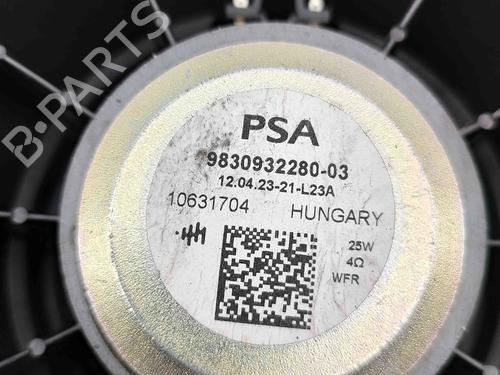 B-PARTS
PSA
9830932280-03
12.04.23-21-L23A
10631704 HUNGARY
25W
4Ω
WFR